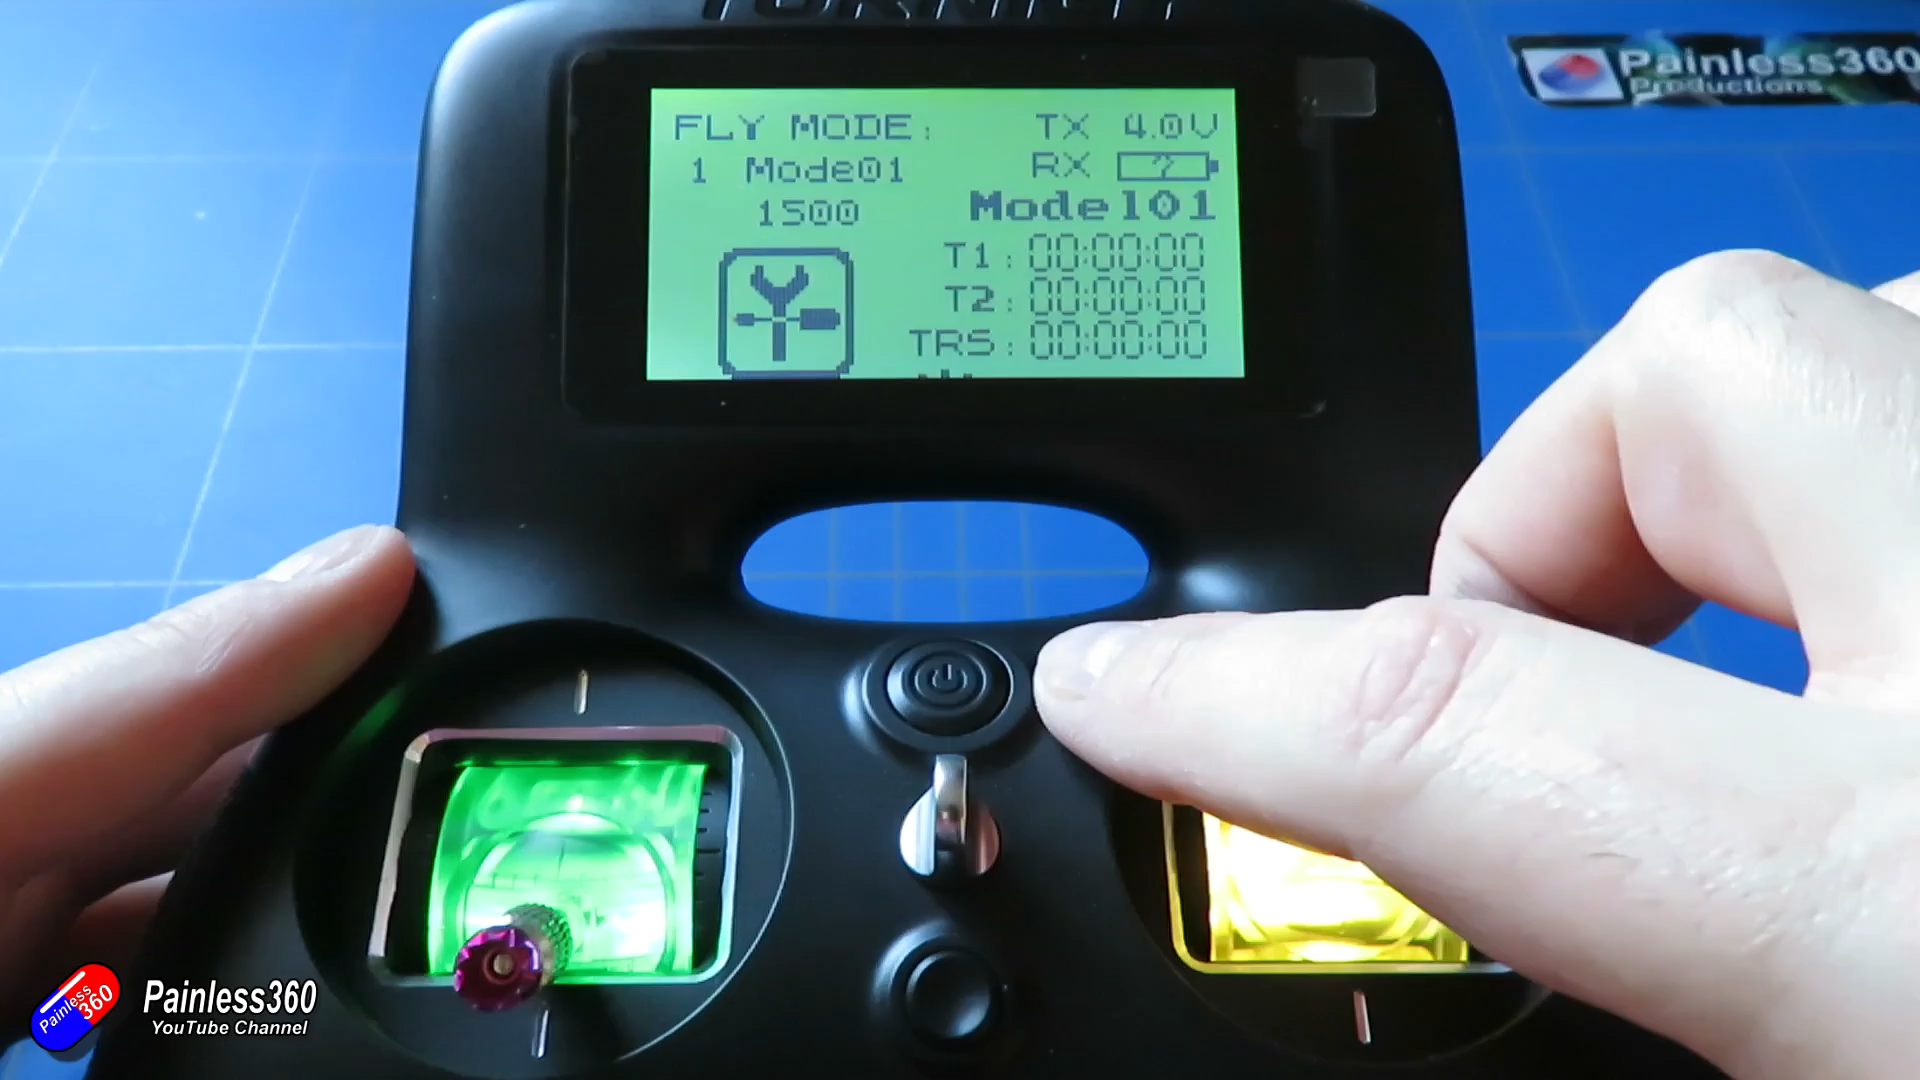 Painless360
Productions
FLY MODE:
TX 4.0V
1 Mode01
RX ?
1500
Model01
T1 : 00:00:00
T2 : 00:00:00
TRS : 00:00:00
Painless
360
Painless360
YouTube Channel